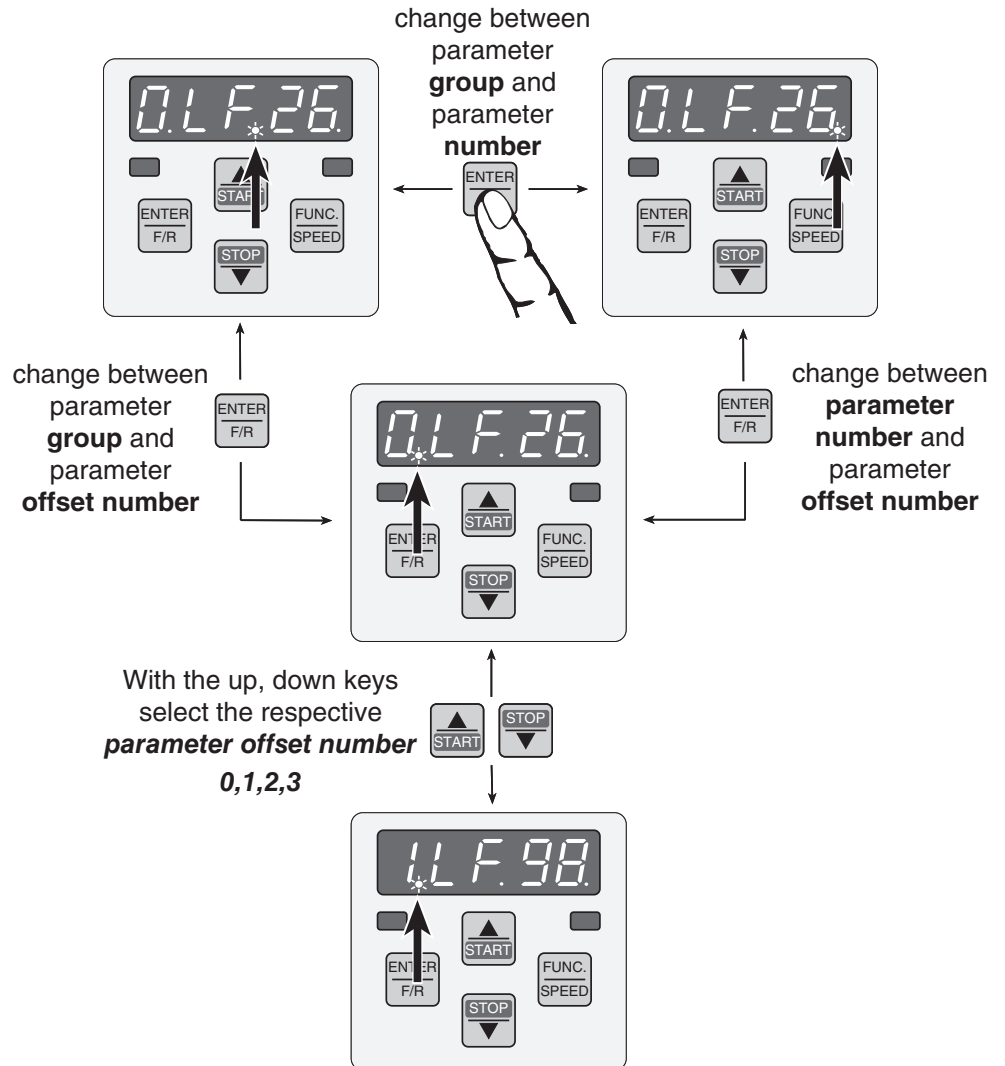 change between
parameter
group and
parameter
number
0.LF.26.
START
ENTER
F/R
FUNC.
SPEED
STOP
ENTER
0.LF.26.
START
ENTER
F/R
FUNC.
SPEED
STOP
change between
parameter
group and
parameter
offset number
ENTER
F/R
0.LF.26.
START
ENTER
F/R
FUNC.
SPEED
STOP
ENTER
F/R
change between
parameter
number and
parameter
offset number
With the up, down keys
select the respective
parameter offset number
0,1,2,3
START
STOP
1.LF.98.
START
ENTER
F/R
FUNC.
SPEED
STOP